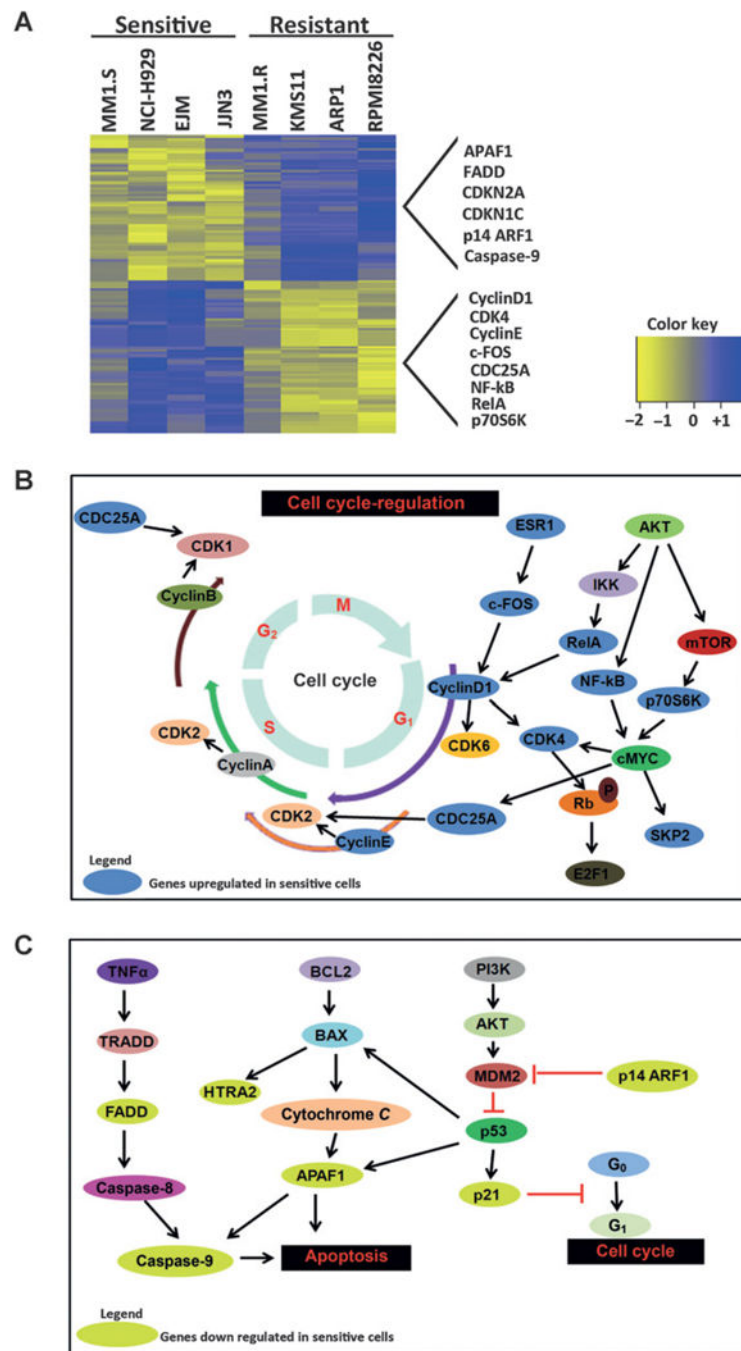 A
Sensitive Resistant
MM1.S NCI-H929 EJM JJN3 MM1.R KMS11 ARP1 RPMI8226
APAF1
FADD
CDKN2A
CDKN1C
p14 ARF1
Caspase-9
CyclinD1
CDK4
CyclinE
c-FOS
CDC25A
NF-kB
RelA
p70S6K
Color key
−2 −1 0 +1
B
Cell cycle-regulation
CDC25A
CDK1
CyclinB
ESR1
AKT
IKK
c-FOS
RelA
mTOR
M
G₂
Cell cycle
S
G₁
CyclinD1
NF-kB
p70S6K
CDK2
CyclinA
CDK6
CDK4
cMYC
CDK2
CyclinE
CDC25A
Rb
P
SKP2
E2F1
Legend
Genes upregulated in sensitive cells
C
TNFα
BCL2
PI3K
TRADD
BAX
AKT
HTRA2
MDM2
p14 ARF1
FADD
Cytochrome C
p53
G₀
Caspase-8
APAF1
p21
G₁
Caspase-9
Apoptosis
Cell cycle
Legend
Genes down regulated in sensitive cells